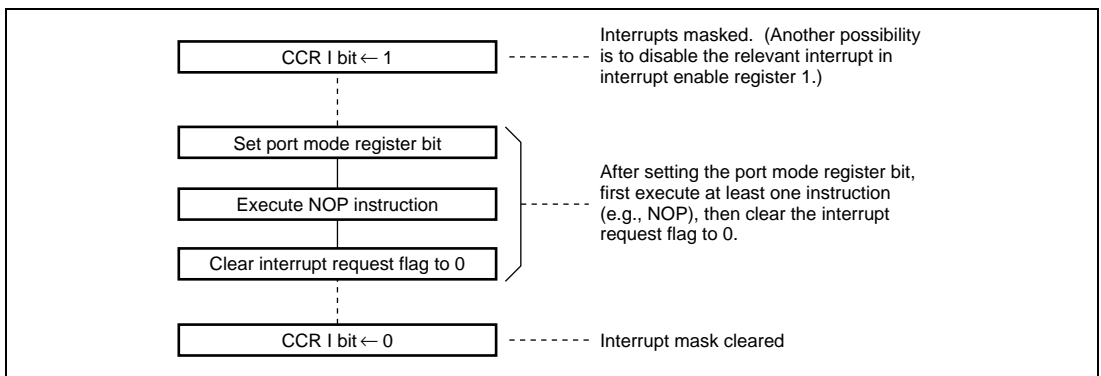 CCR I bit ← 1
Interrupts masked. (Another possibility
is to disable the relevant interrupt in
interrupt enable register 1.)
Set port mode register bit
Execute NOP instruction
Clear interrupt request flag to 0
After setting the port mode register bit,
first execute at least one instruction
(e.g., NOP), then clear the interrupt
request flag to 0.
CCR I bit ← 0
Interrupt mask cleared